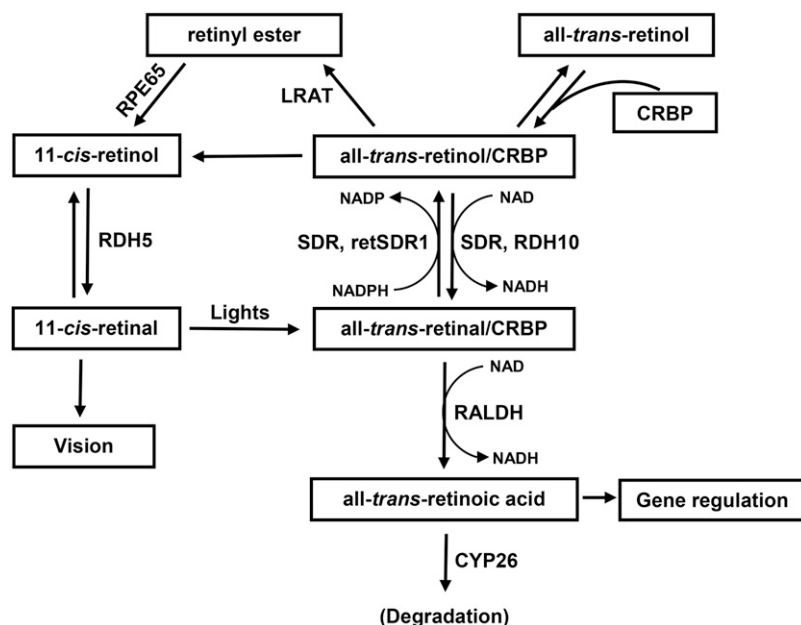 retinyl ester
all-trans-retinol
RPE65
LRAT
CRBP
11-cis-retinol
all-trans-retinol/CRBP
NADP
NAD
RDH5
SDR, retSDR1
SDR, RDH10
NADPH
NADH
Lights
11-cis-retinal
all-trans-retinal/CRBP
NAD
RALDH
Vision
NADH
all-trans-retinoic acid
Gene regulation
CYP26
(Degradation)